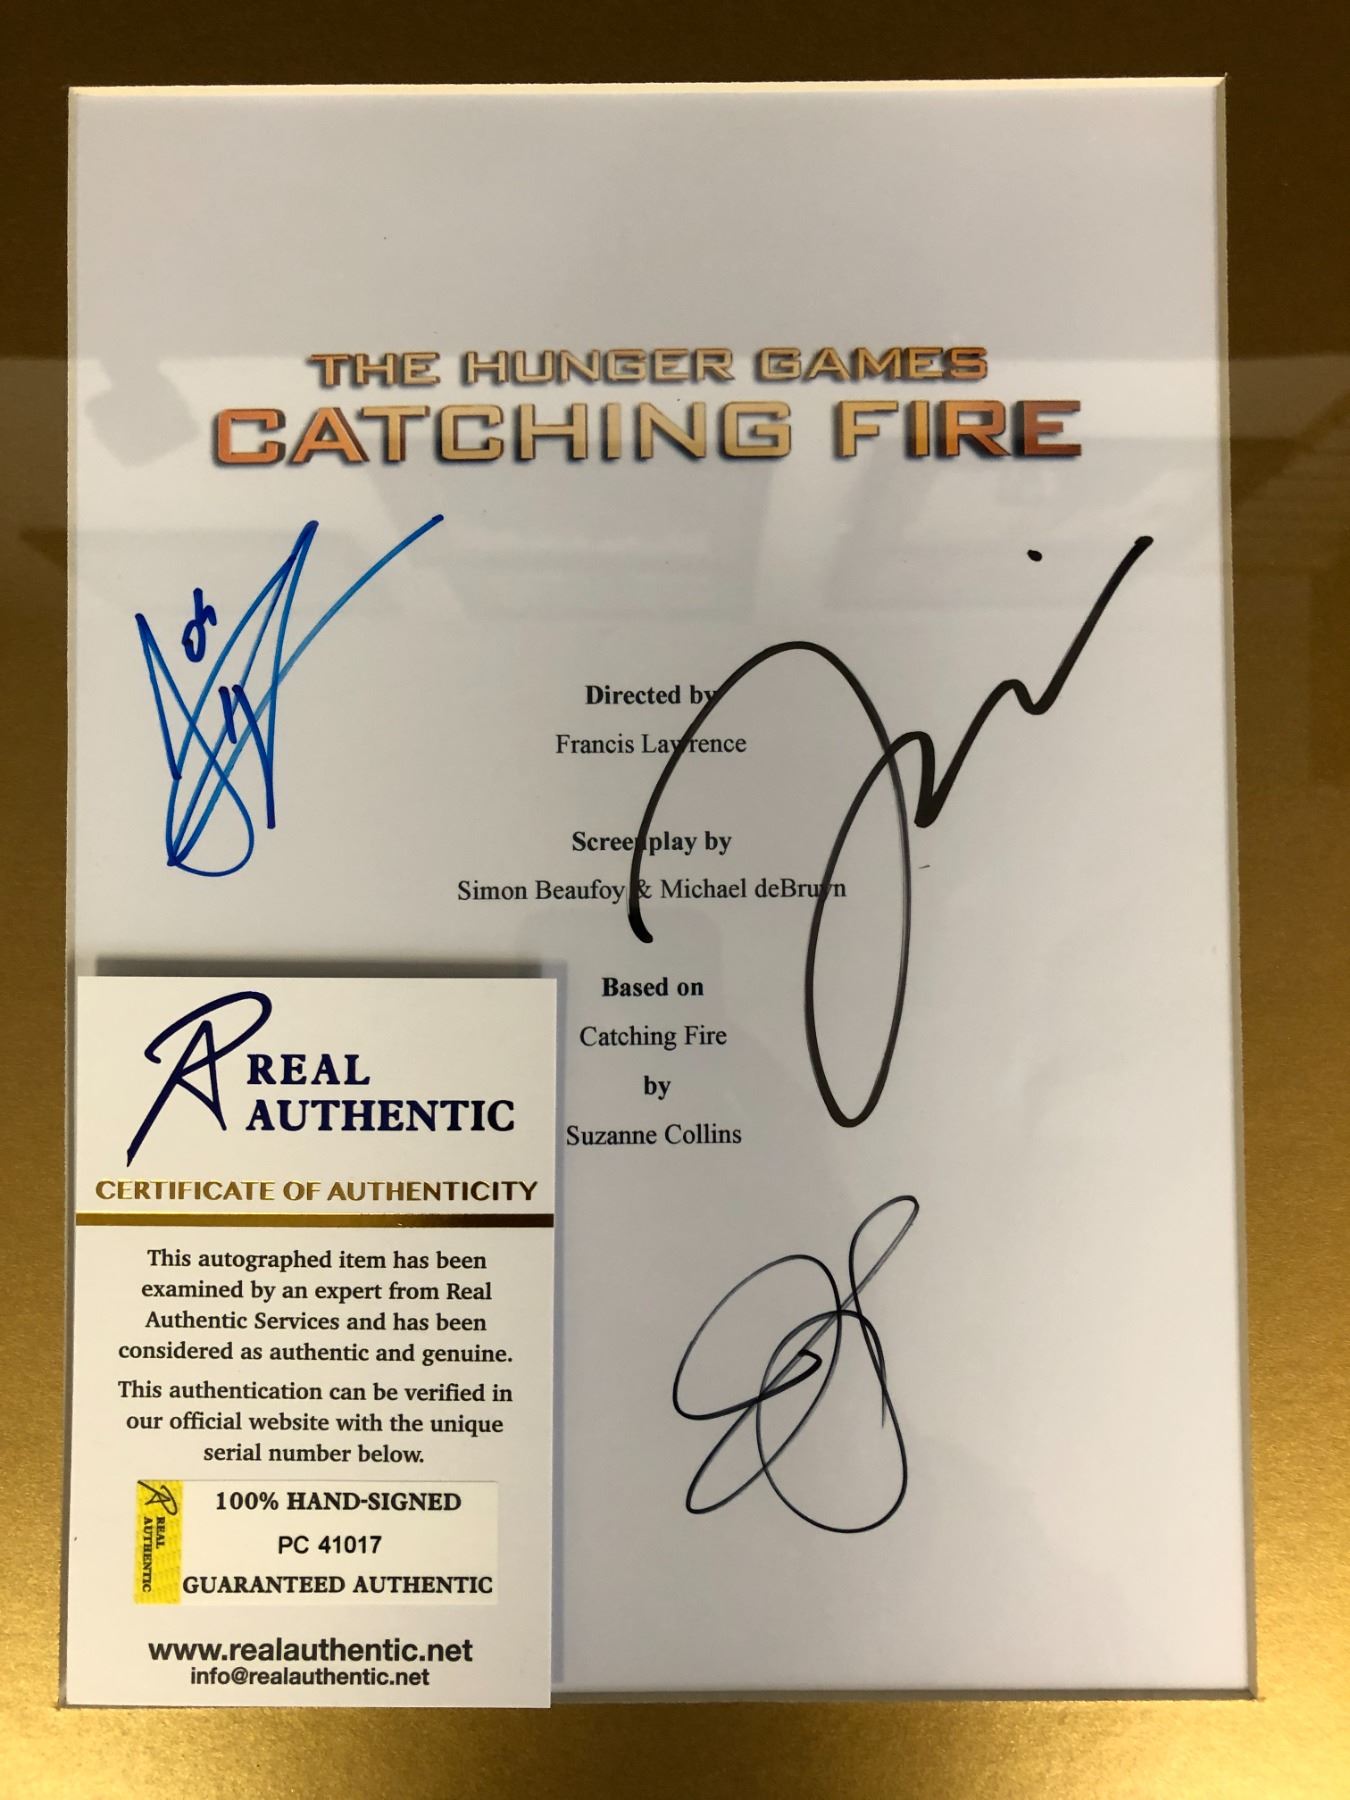 THE HUNGER GAMES
CATCHING FIRE
Directed by
Francis Lawrence
Screenplay by
Simon Beaufoy & Michael deBruyn
Based on
Catching Fire
by
Suzanne Collins
REAL
AUTHENTIC
CERTIFICATE OF AUTHENTICITY
This autographed item has been
examined by an expert from Real
Authentic Services and has been
considered as authentic and genuine.
This authentication can be verified in
our official website with the unique
serial number below.
REAL
AUTHENTIC
100% HAND-SIGNED
PC 41017
GUARANTEED AUTHENTIC
www.realauthentic.net
info@realauthentic.net